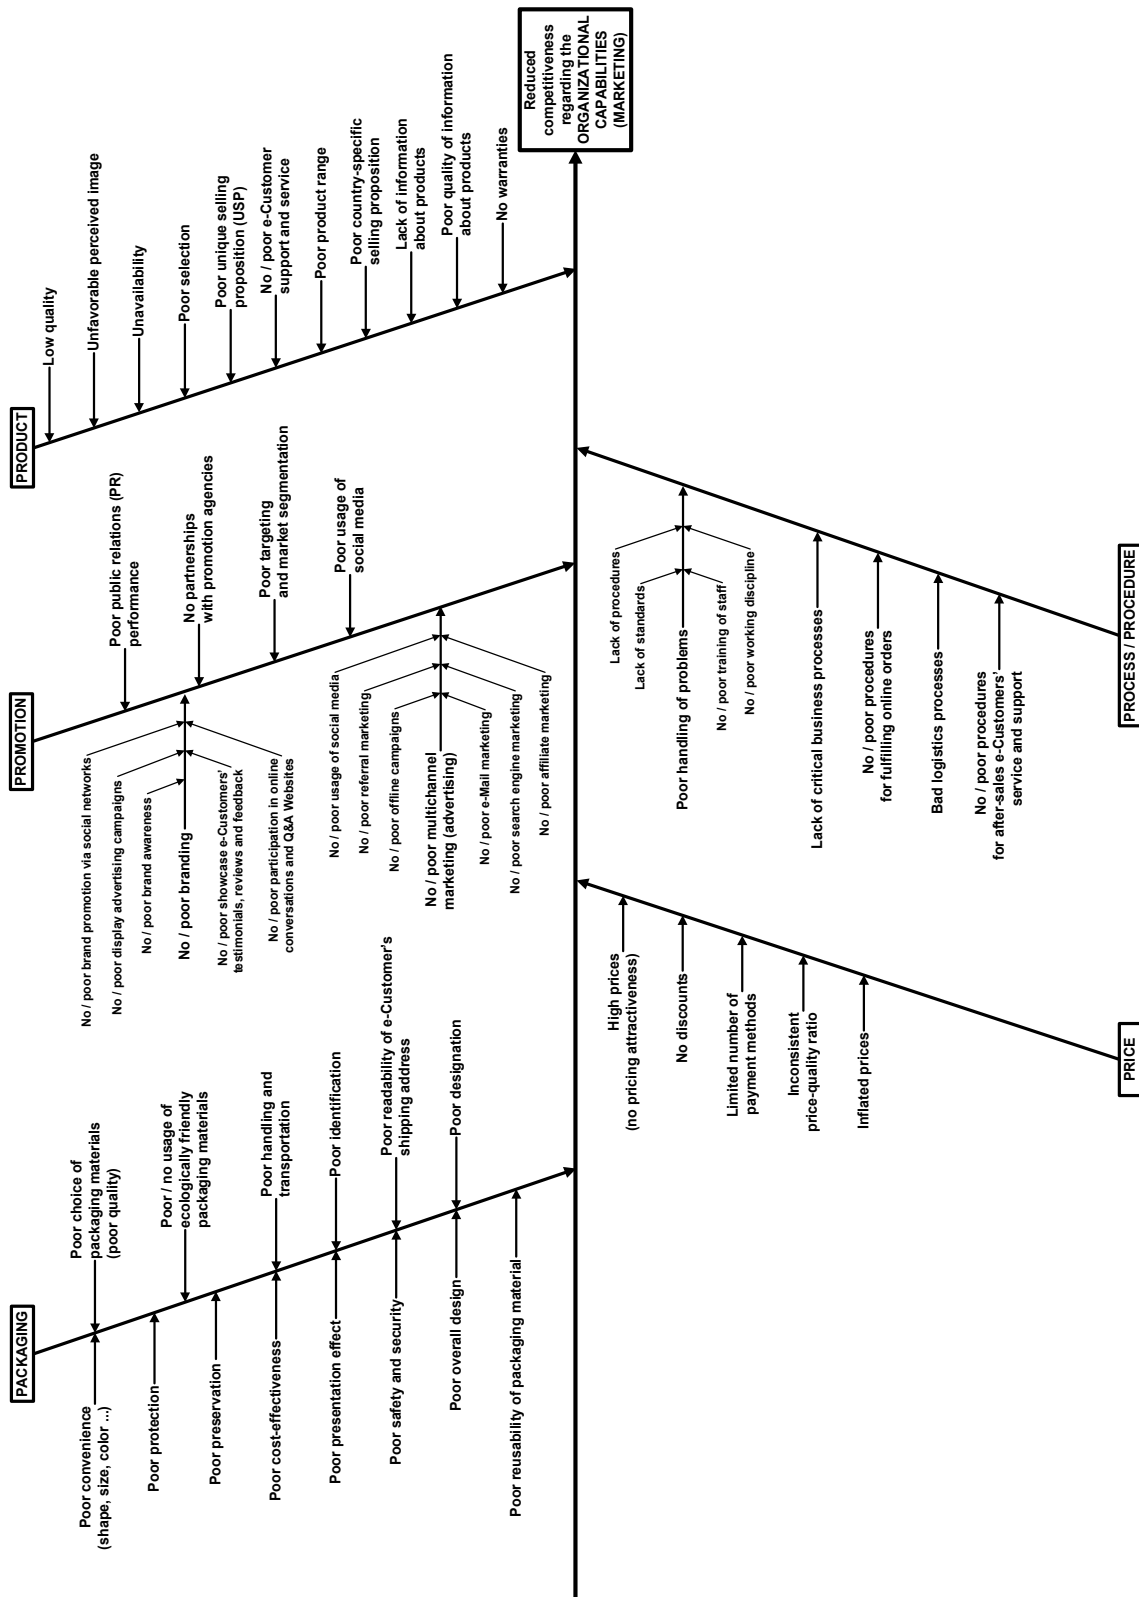 PACKAGING
Poor convenience
(shape, size, color ...)
Poor choice of
packaging materials
(poor quality)
Poor protection
Poor / no usage of
ecologically friendly
packaging materials
Poor preservation
Poor cost-effectiveness
Poor handling and
transportation
Poor presentation effect
Poor identification
Poor safety and security
Poor readability of e-Customer's
shipping address
Poor overall design
Poor designation
Poor reusability of packaging material
PROMOTION
Poor public relations (PR)
performance
No partnerships
with promotion agencies
No / poor brand promotion via social networks
No / poor display advertising campaigns
No / poor brand awareness
No / poor branding
No / poor showcase e-Customers'
testimonials, reviews and feedback
No / poor participation in online
conversations and Q&A Websites
Poor targeting
and market segmentation
Poor usage of
social media
No / poor usage of social media
No / poor referral marketing
No / poor offline campaigns
No / poor multichannel
marketing (advertising)
No / poor e-Mail marketing
No / poor search engine marketing
No / poor affiliate marketing
PRODUCT
Low quality
Unfavorable perceived image
Unavailability
Poor selection
Poor unique selling
proposition (USP)
No / poor e-Customer
support and service
Poor product range
Poor country-specific
selling proposition
Lack of information
about products
Poor quality of information
about products
No warranties
Reduced
competitiveness
regarding the
ORGANIZATIONAL
CAPABILITIES
(MARKETING)
High prices
(no pricing attractiveness)
No discounts
Limited number of
payment methods
Inconsistent
price-quality ratio
Inflated prices
PRICE
Lack of procedures
Lack of standards
Poor handling of problems
No / poor training of staff
No / poor working discipline
Lack of critical business processes
No / poor procedures
for fulfilling online orders
Bad logistics processes
No / poor procedures
for after-sales e-Customers'
service and support
PROCESS / PROCEDURE